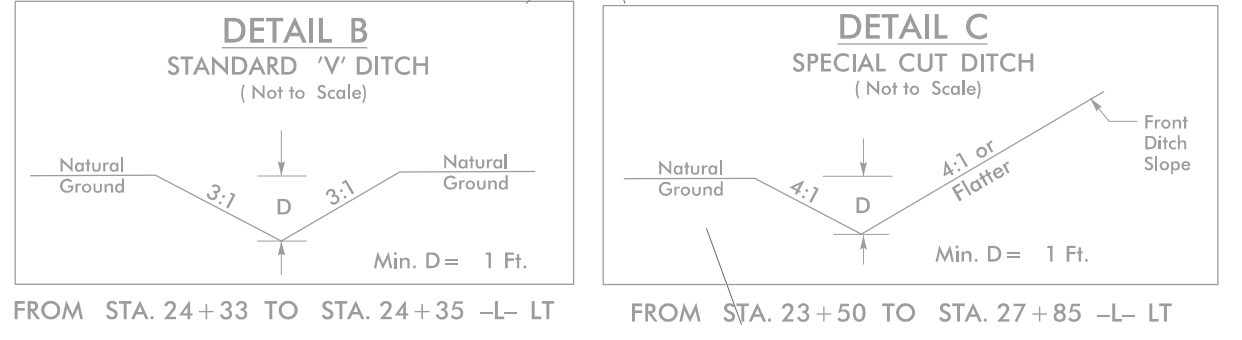 DETAIL B
STANDARD 'V' DITCH
( Not to Scale)
Natural
Ground
3:1
D
3:1
Natural
Ground
Min. D = 1 Ft.
FROM STA. 24+33 TO STA. 24+35 -L- LT
DETAIL C
SPECIAL CUT DITCH
( Not to Scale)
Natural
Ground
4:1
D
4:1 or
Flatter
Front
Ditch
Slope
Min. D = 1 Ft.
FROM STA. 23+50 TO STA. 27+85 -L- LT